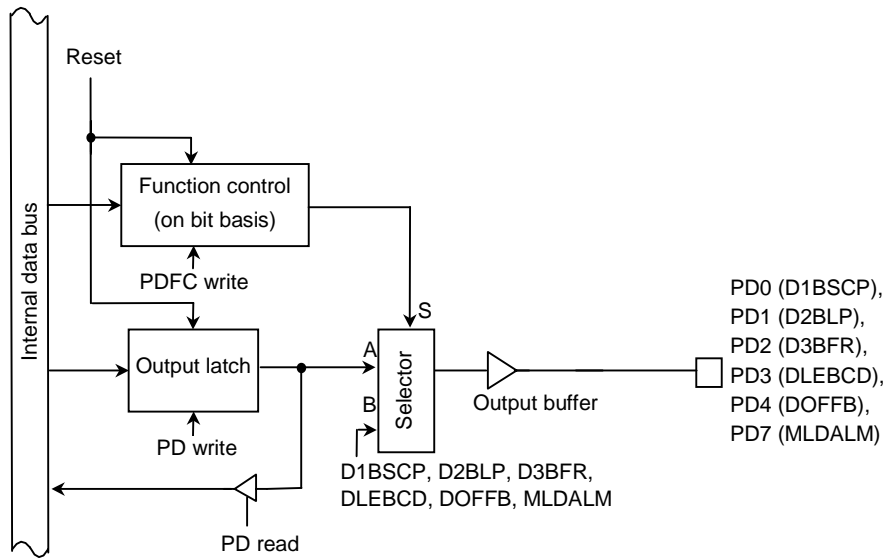 Internal data bus
Reset
Function control
(on bit basis)
PDFC write
Output latch
PD write
PD read
S
A
B
Selector
D1BSCP, D2BLP, D3BFR,
DLEBCD, DOFFB, MLDALM
Output buffer
PD0 (D1BSCP),
PD1 (D2BLP),
PD2 (D3BFR),
PD3 (DLEBCD),
PD4 (DOFFB),
PD7 (MLDALM)